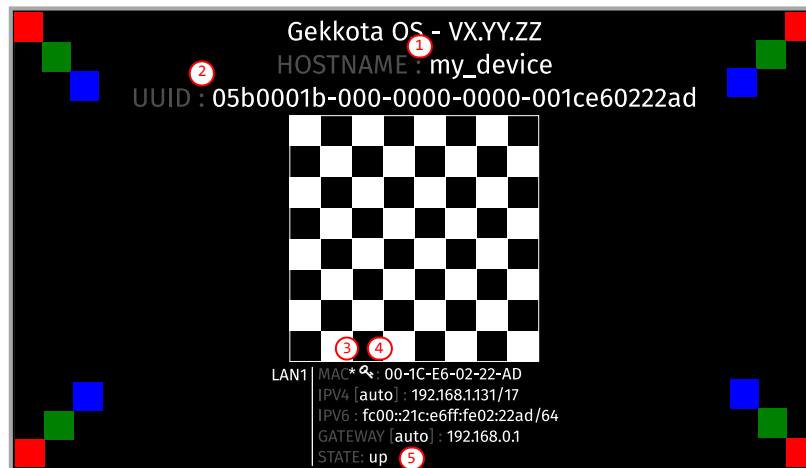 Gekkota OS - VX.YY.ZZ
1
HOSTNAME : my_device
2
UUID : 05b0001b-000-0000-0000-001ce60222ad
3 4
LAN1 MAC* : 00-1C-E6-02-22-AD
IPV4 [auto] : 192.168.1.131/17
IPV6 : fc00::21c:e6ff:fe02:22ad/64
GATEWAY [auto] : 192.168.0.1
STATE: up 5